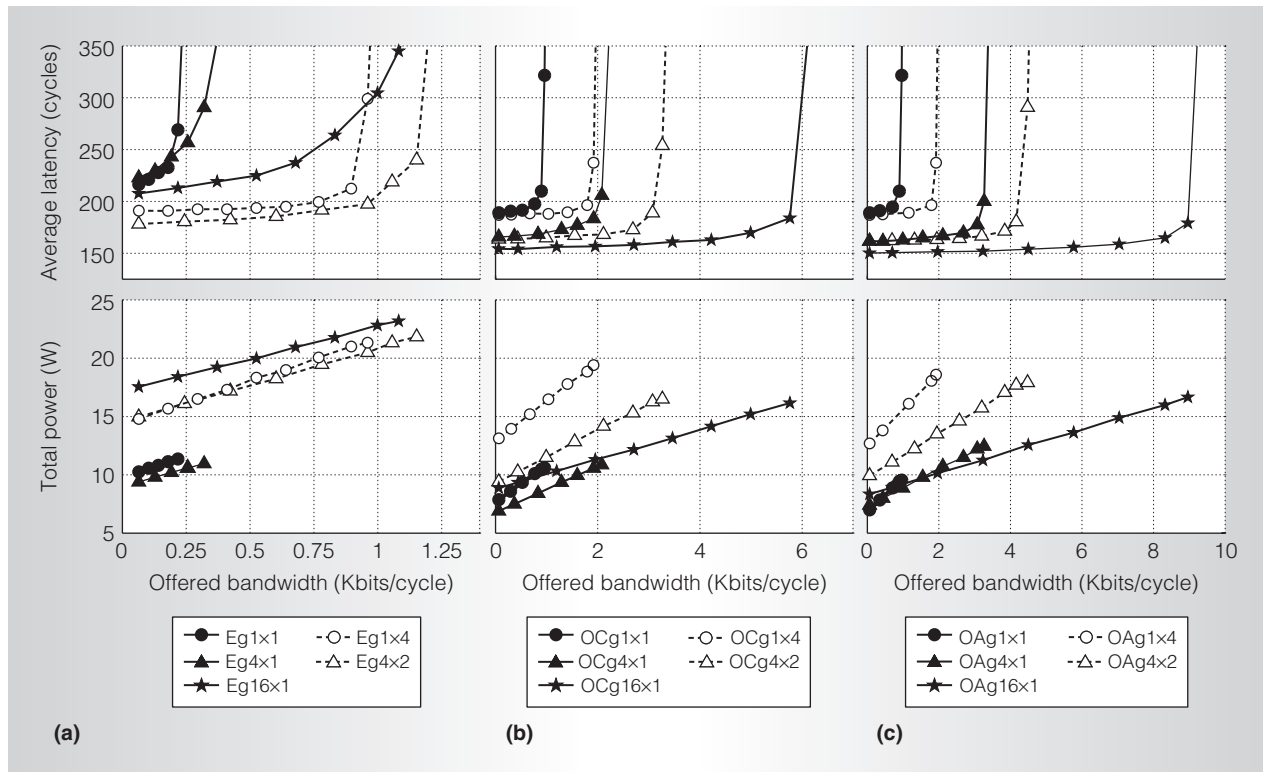 Average latency (cycles)
350
300
250
200
150
Total power (W)
25
20
15
10
5
0 0.25 0.5 0.75 1 1.25
0 2 4 6
0 2 4 6 8 10
Offered bandwidth (Kbits/cycle)
Offered bandwidth (Kbits/cycle)
Offered bandwidth (Kbits/cycle)
Eg1×1 Eg1×4
Eg4×1 Eg4×2
Eg16×1
OCg1×1 OCg1×4
OCg4×1 OCg4×2
OCg16×1
OAg1×1 OAg1×4
OAg4×1 OAg4×2
OAg16×1
(a)
(b)
(c)